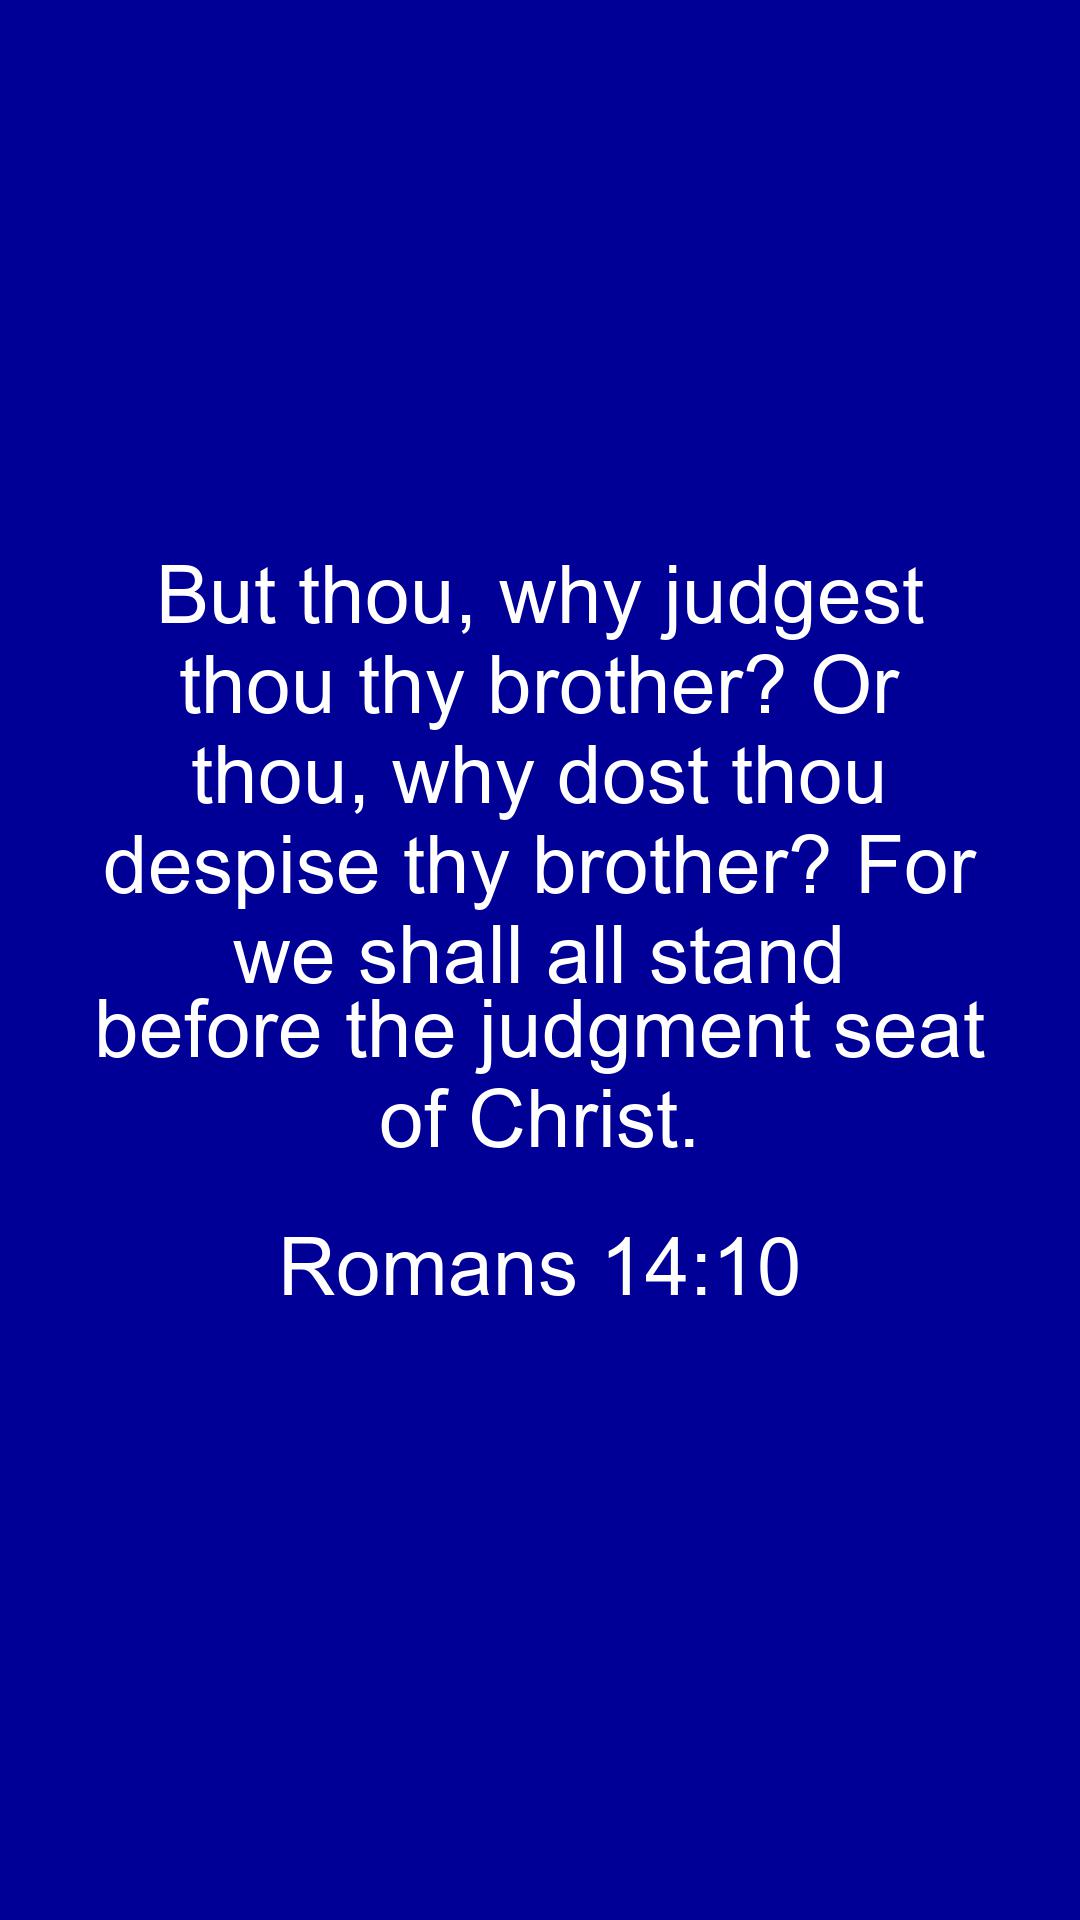 But thou, why judgest
thou thy brother? Or
thou, why dost thou
despise thy brother? For
we shall all stand
before the judgment seat
of Christ.
Romans 14:10